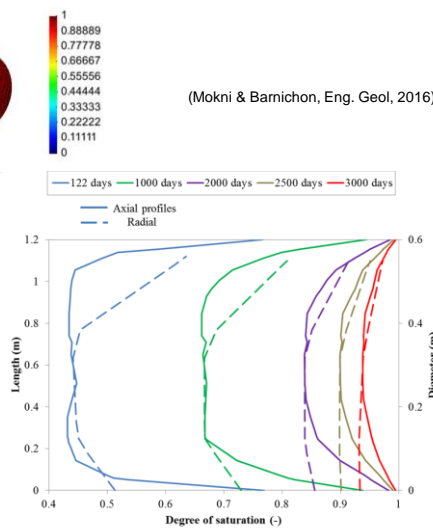 1
0.88889
0.77778
0.66667
0.55556
0.44444
0.33333
0.22222
0.11111
0
(Mokni & Barnichon, Eng. Geol, 2016)
122 days 1000 days 2000 days 2500 days 3000 days
Axial profiles
Radial
1.2
1
0.8
0.6
0.4
0.2
0
Length (m)
0.6
0.4
0.2
0
Diameter (m)
0.4 0.5 0.6 0.7 0.8 0.9 1
Degree of saturation (-)